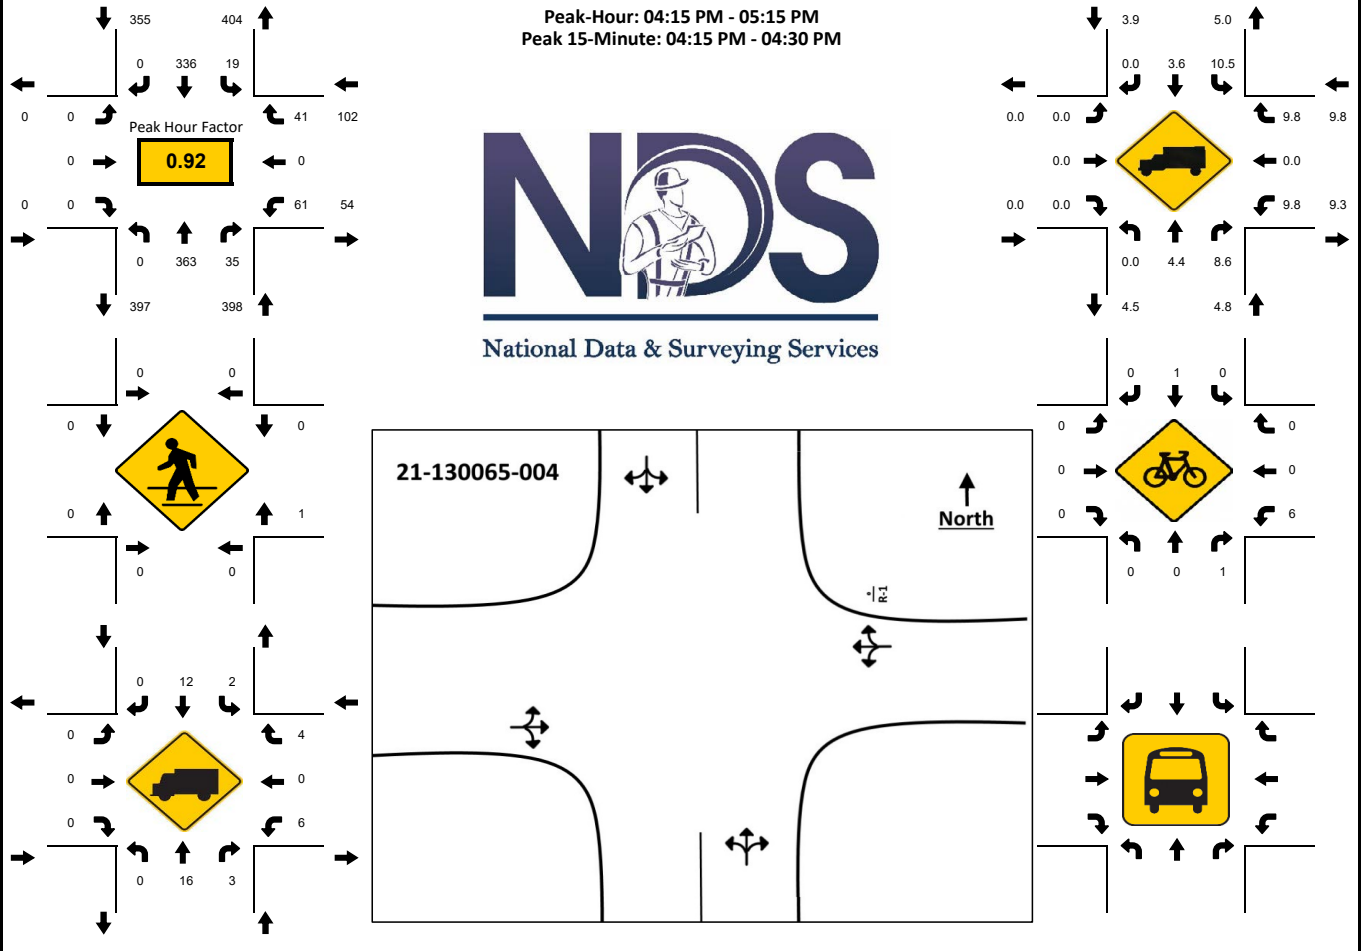 Peak-Hour: 04:15 PM - 05:15 PM
Peak 15-Minute: 04:15 PM - 04:30 PM
355 404
0 336 19
0 0 41 102
Peak Hour Factor
0 0.92 0
0 0 61 54
0 363 35
397 398
3.9 5.0
0.0 3.6 10.5
0.0 0.0 9.8 9.8
0.0 0.0
0.0 0.0 9.8 9.3
0.0 4.4 8.6
4.5 4.8
NDS
National Data & Surveying Services
0 0
0 0
0 1
0 0
0 1 0
0 0
0 0
0 6
0 0 1
21-130065-004
North
R-1
0 12 2
0 4
0 0
0 6
0 16 3